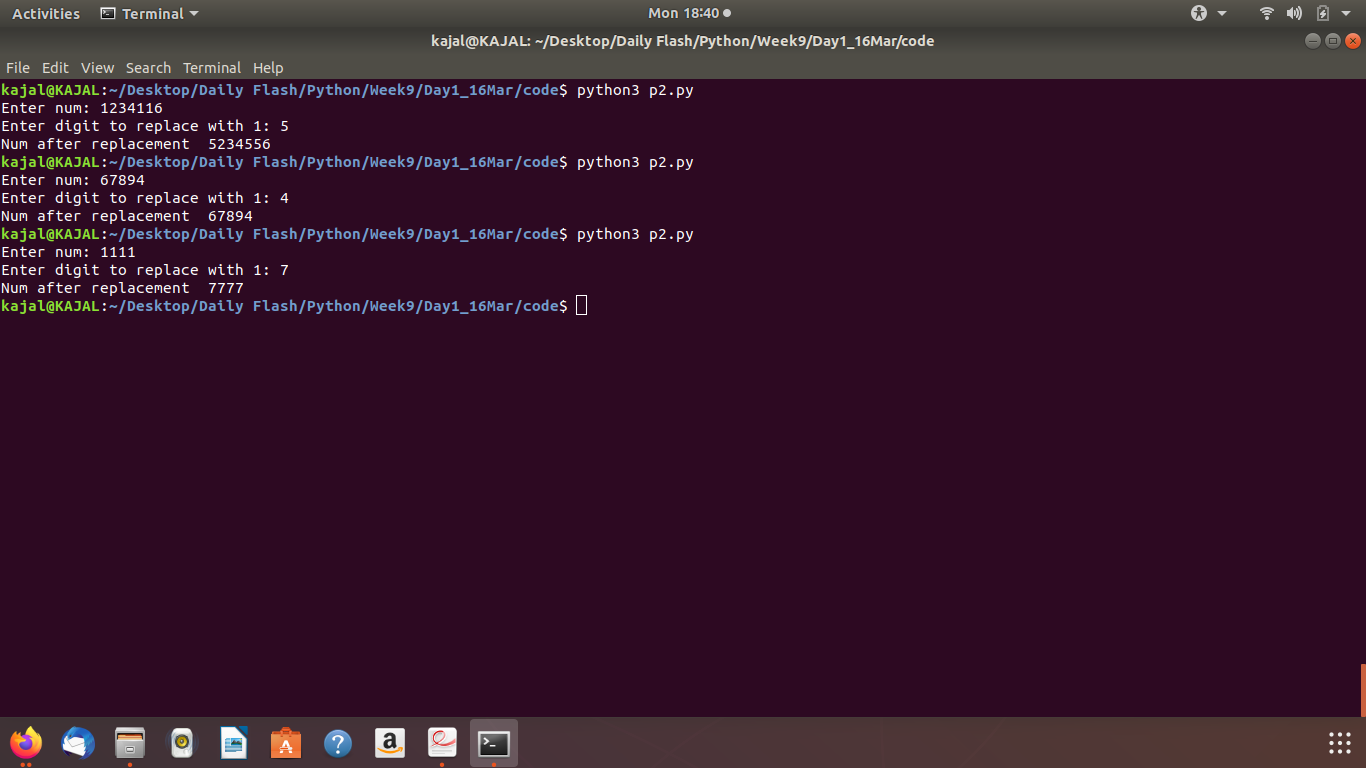 Activities Terminal Mon 18:40
kajal@KAJAL: ~/Desktop/Daily Flash/Python/Week9/Day1_16Mar/code
File Edit View Search Terminal Help
kajal@KAJAL:~/Desktop/Daily Flash/Python/Week9/Day1_16Mar/code$ python3 p2.py
Enter num: 1234116
Enter digit to replace with 1: 5
Num after replacement  5234556
kajal@KAJAL:~/Desktop/Daily Flash/Python/Week9/Day1_16Mar/code$ python3 p2.py
Enter num: 67894
Enter digit to replace with 1: 4
Num after replacement  67894
kajal@KAJAL:~/Desktop/Daily Flash/Python/Week9/Day1_16Mar/code$ python3 p2.py
Enter num: 1111
Enter digit to replace with 1: 7
Num after replacement  7777
kajal@KAJAL:~/Desktop/Daily Flash/Python/Week9/Day1_16Mar/code$